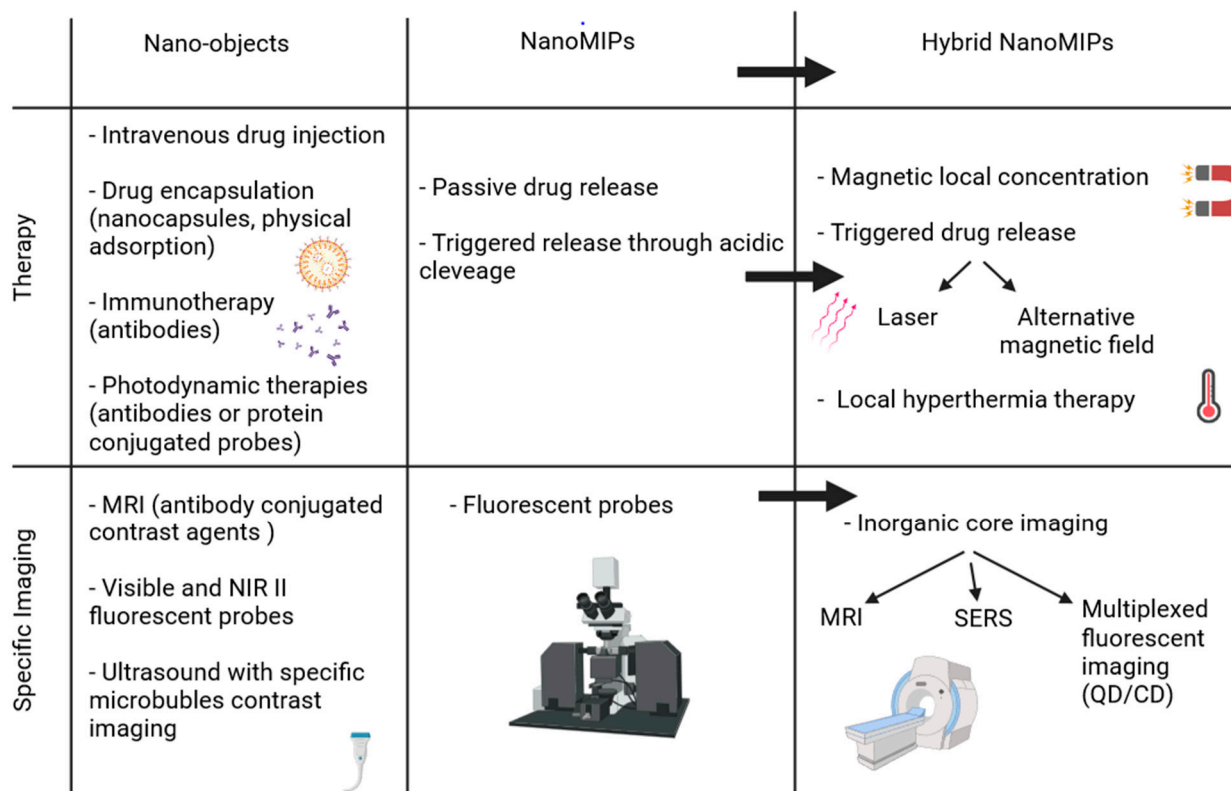 Nano-objects
NanoMIPs
Hybrid NanoMIPs
Therapy
- Intravenous drug injection
- Drug encapsulation
(nanocapsules, physical
adsorption)
- Immunotherapy
(antibodies)
- Photodynamic therapies
(antibodies or protein
conjugated probes)
- Passive drug release
- Triggered release through acidic
cleveage
- Magnetic local concentration
- Triggered drug release
Laser
Alternative
magnetic field
- Local hyperthermia therapy
Specific Imaging
- MRI (antibody conjugated
contrast agents )
- Visible and NIR II
fluorescent probes
- Ultrasound with specific
microbubles contrast
imaging
- Fluorescent probes
- Inorganic core imaging
MRI
SERS
Multiplexed
fluorescent
imaging
(QD/CD)